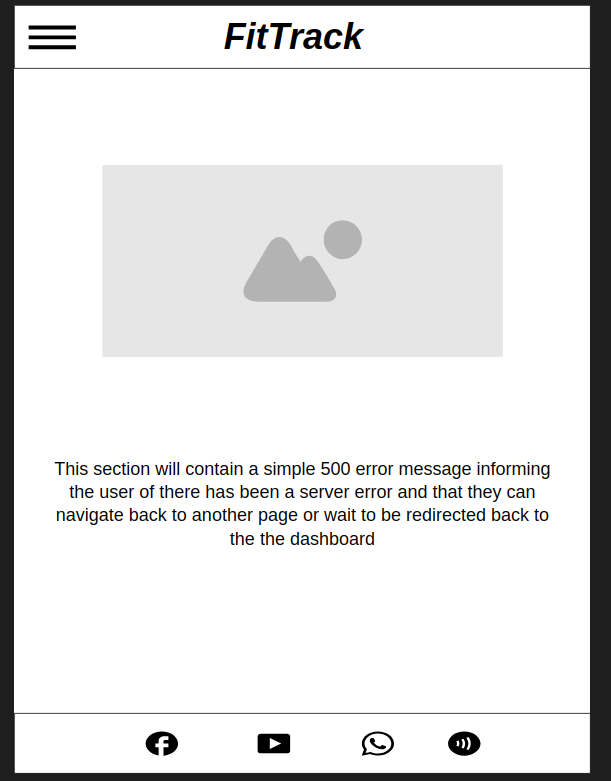 FitTrack
This section will contain a simple 500 error message informing
the user of there has been a server error and that they can
navigate back to another page or wait to be redirected back to
the the dashboard